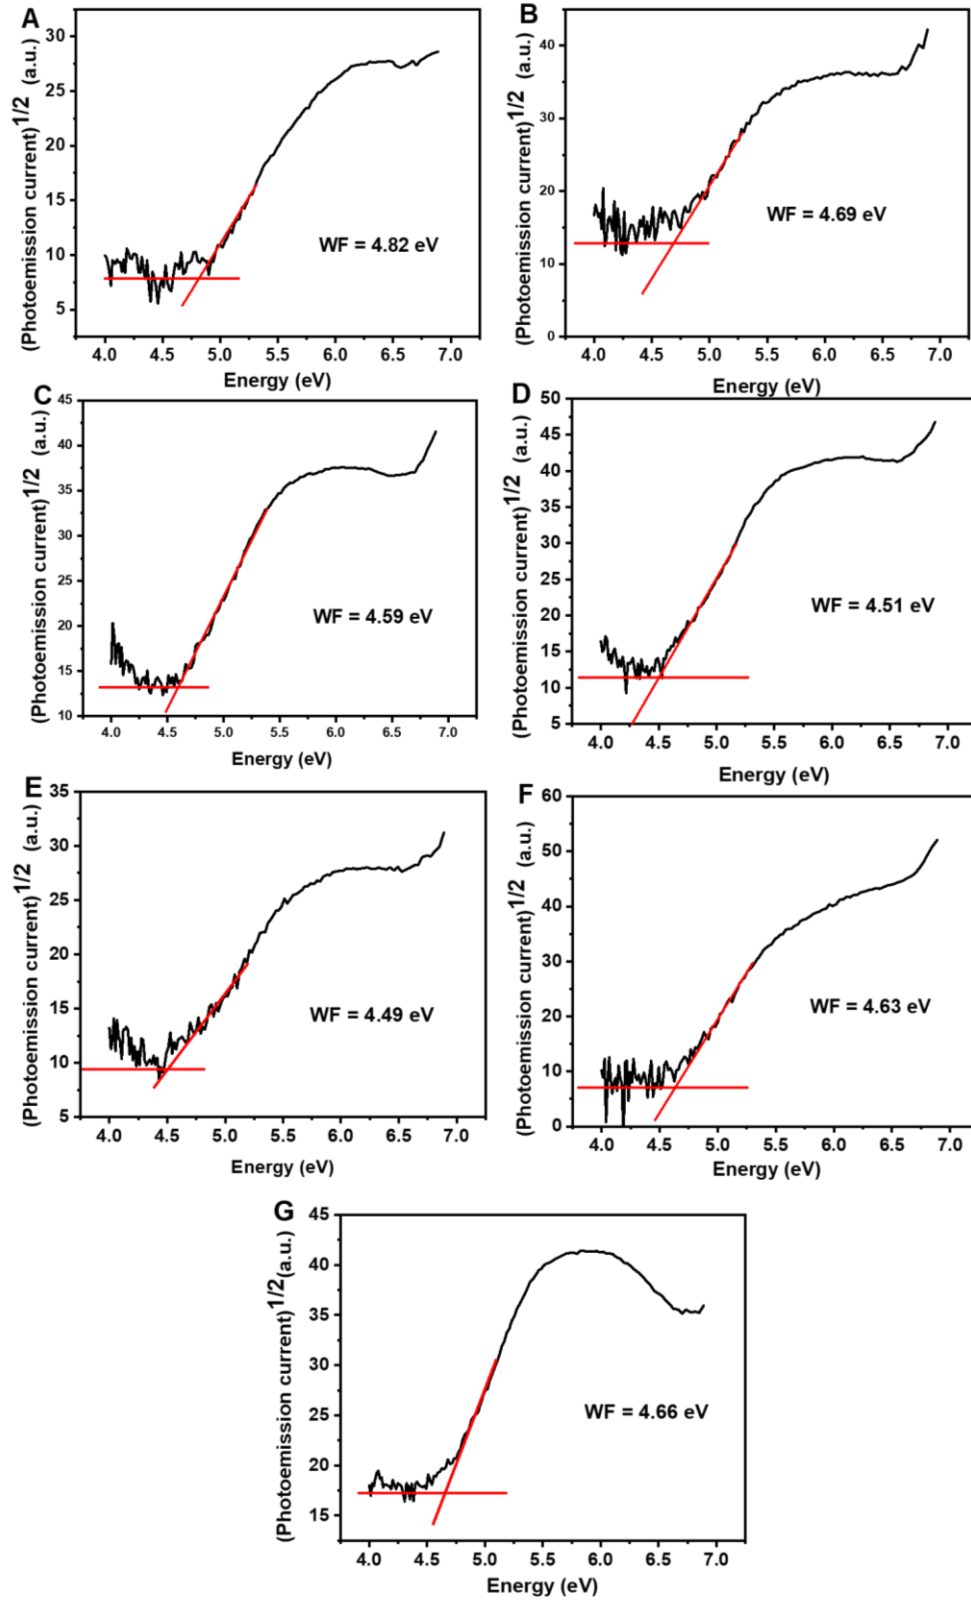 A
(Photoemission current)1/2 (a.u.)
30
25
20
15
10
5
WF = 4.82 eV
4.0 4.5 5.0 5.5 6.0 6.5 7.0
Energy (eV)
B
(Photoemission current)1/2 (a.u.)
40
30
20
10
0
WF = 4.69 eV
4.0 4.5 5.0 5.5 6.0 6.5 7.0
Energy (eV)
C
(Photoemission current)1/2 (a.u.)
45
40
35
30
25
20
15
10
WF = 4.59 eV
4.0 4.5 5.0 5.5 6.0 6.5 7.0
Energy (eV)
D
(Photoemission current)1/2 (a.u.)
50
45
40
35
30
25
20
15
10
5
WF = 4.51 eV
4.0 4.5 5.0 5.5 6.0 6.5 7.0
Energy (eV)
E
(Photoemission current)1/2 (a.u.)
35
30
25
20
15
10
5
WF = 4.49 eV
4.0 4.5 5.0 5.5 6.0 6.5 7.0
Energy (eV)
F
(Photoemission current)1/2 (a.u.)
60
50
40
30
20
10
0
WF = 4.63 eV
4.0 4.5 5.0 5.5 6.0 6.5 7.0
Energy (eV)
G
(Photoemission current)1/2(a.u.)
45
40
35
30
25
20
15
WF = 4.66 eV
4.0 4.5 5.0 5.5 6.0 6.5 7.0
Energy (eV)